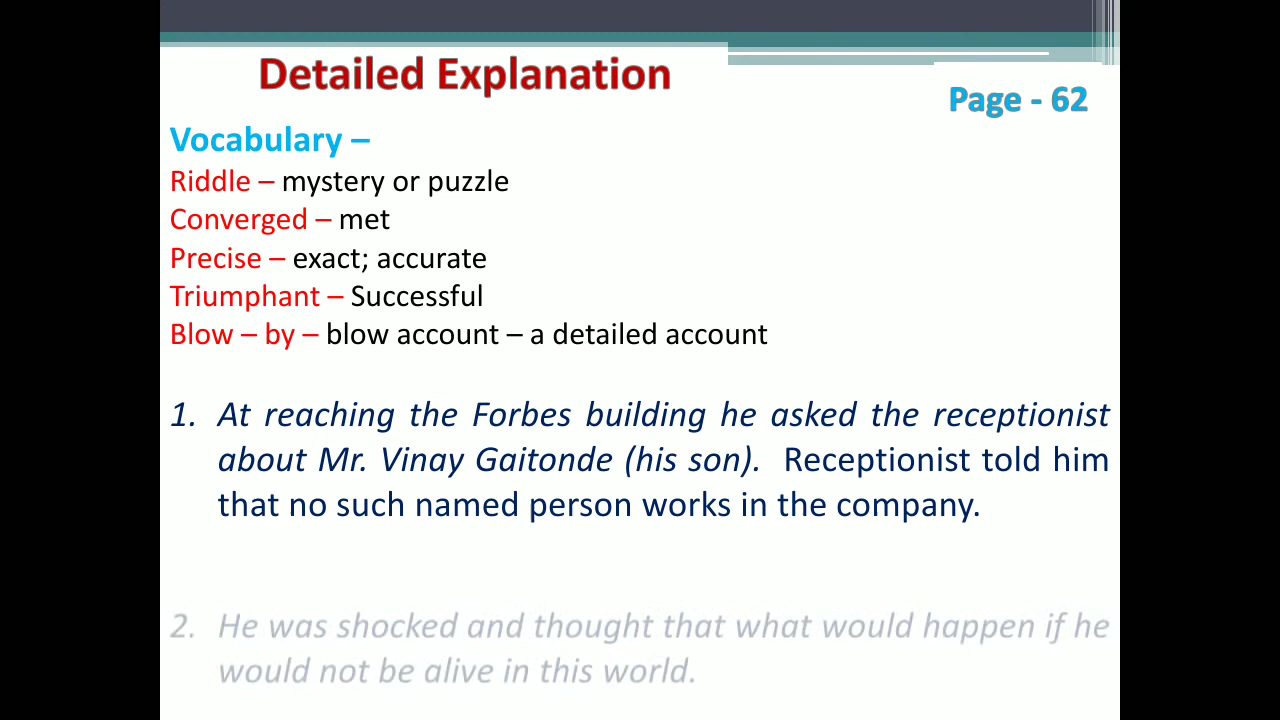 Detailed Explanation
Page - 62
Vocabulary –
Riddle – mystery or puzzle
Converged – met
Precise – exact; accurate
Triumphant – Successful
Blow – by – blow account – a detailed account
1. At reaching the Forbes building he asked the receptionist
about Mr. Vinay Gaitonde (his son). Receptionist told him
that no such named person works in the company.
2. He was shocked and thought that what would happen if he
would not be alive in this world.